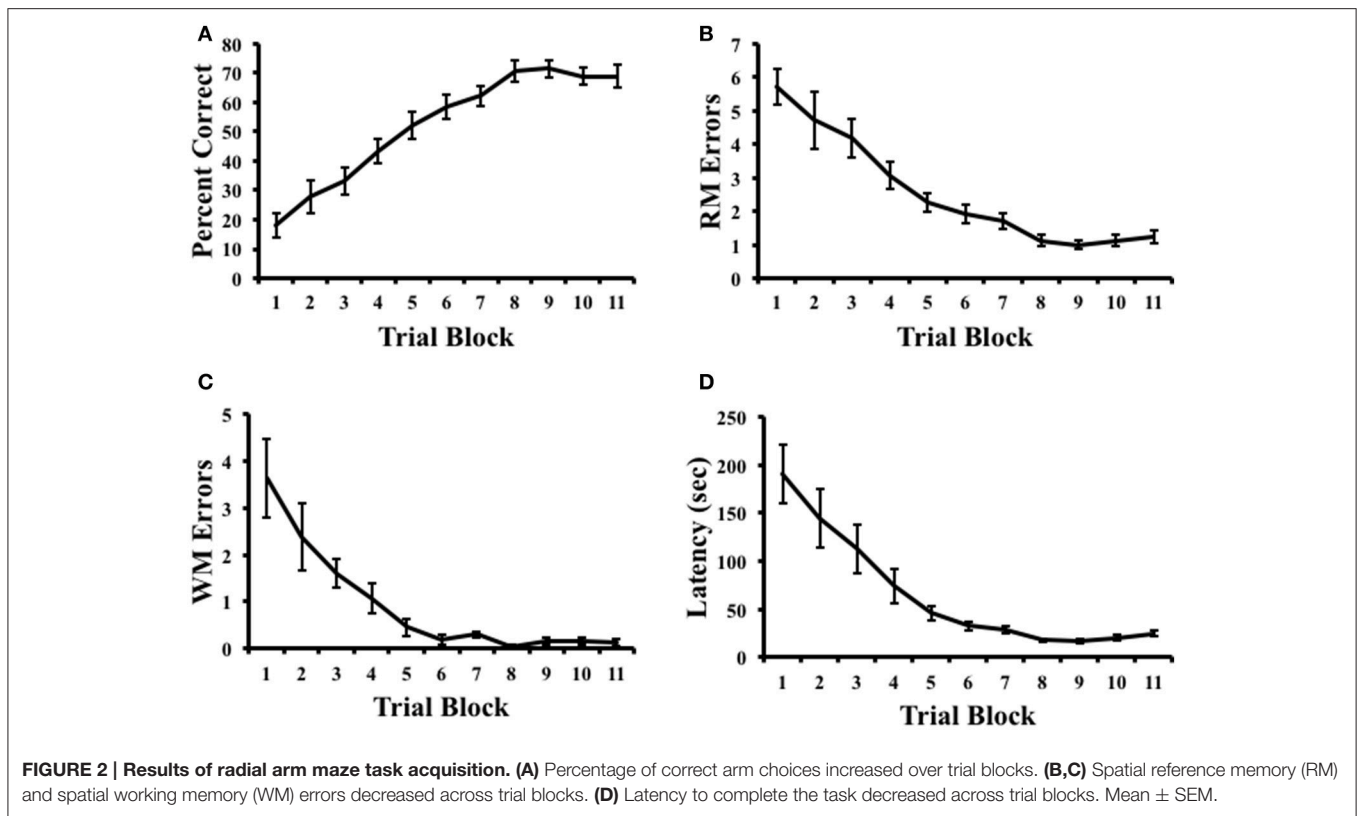 A
80
70
60
50
40
30
20
10
0
Percent Correct
1 2 3 4 5 6 7 8 9 10 11
Trial Block
B
7
6
5
4
3
2
1
0
RM Errors
1 2 3 4 5 6 7 8 9 10 11
Trial Block
C
5
4
3
2
1
0
WM Errors
1 2 3 4 5 6 7 8 9 10 11
Trial Block
D
250
200
150
100
50
0
Latency (sec)
1 2 3 4 5 6 7 8 9 10 11
Trial Block
FIGURE 2 | Results of radial arm maze task acquisition. (A) Percentage of correct arm choices increased over trial blocks. (B,C) Spatial reference memory (RM)
and spatial working memory (WM) errors decreased across trial blocks. (D) Latency to complete the task decreased across trial blocks. Mean ± SEM.